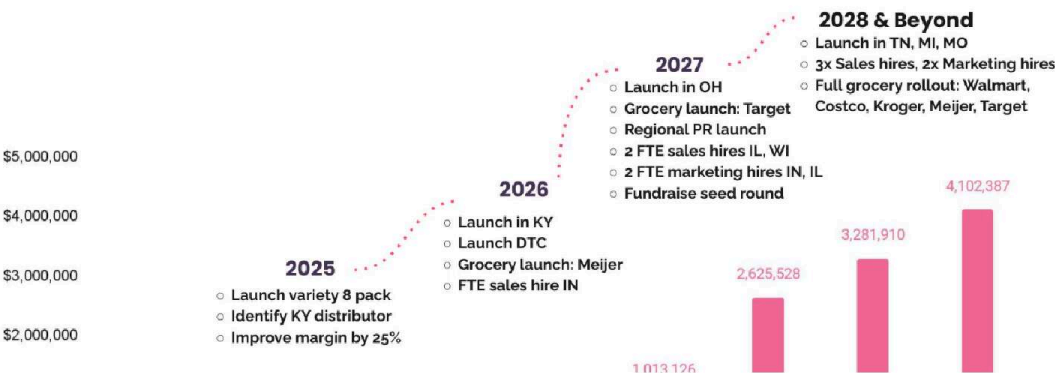 2028 & Beyond
○ Launch in TN, MI, MO
○ 3x Sales hires, 2x Marketing hires
○ Full grocery rollout: Walmart,
Costco, Kroger, Meijer, Target
2027
○ Launch in OH
○ Grocery launch: Target
○ Regional PR launch
○ 2 FTE sales hires IL, WI
○ 2 FTE marketing hires IN, IL
○ Fundraise seed round
2026
○ Launch in KY
○ Launch DTC
○ Grocery launch: Meijer
○ FTE sales hire IN
2025
○ Launch variety 8 pack
○ Identify KY distributor
○ Improve margin by 25%
$5,000,000
$4,000,000
$3,000,000
$2,000,000
1,013,126
2,625,528
3,281,910
4,102,387